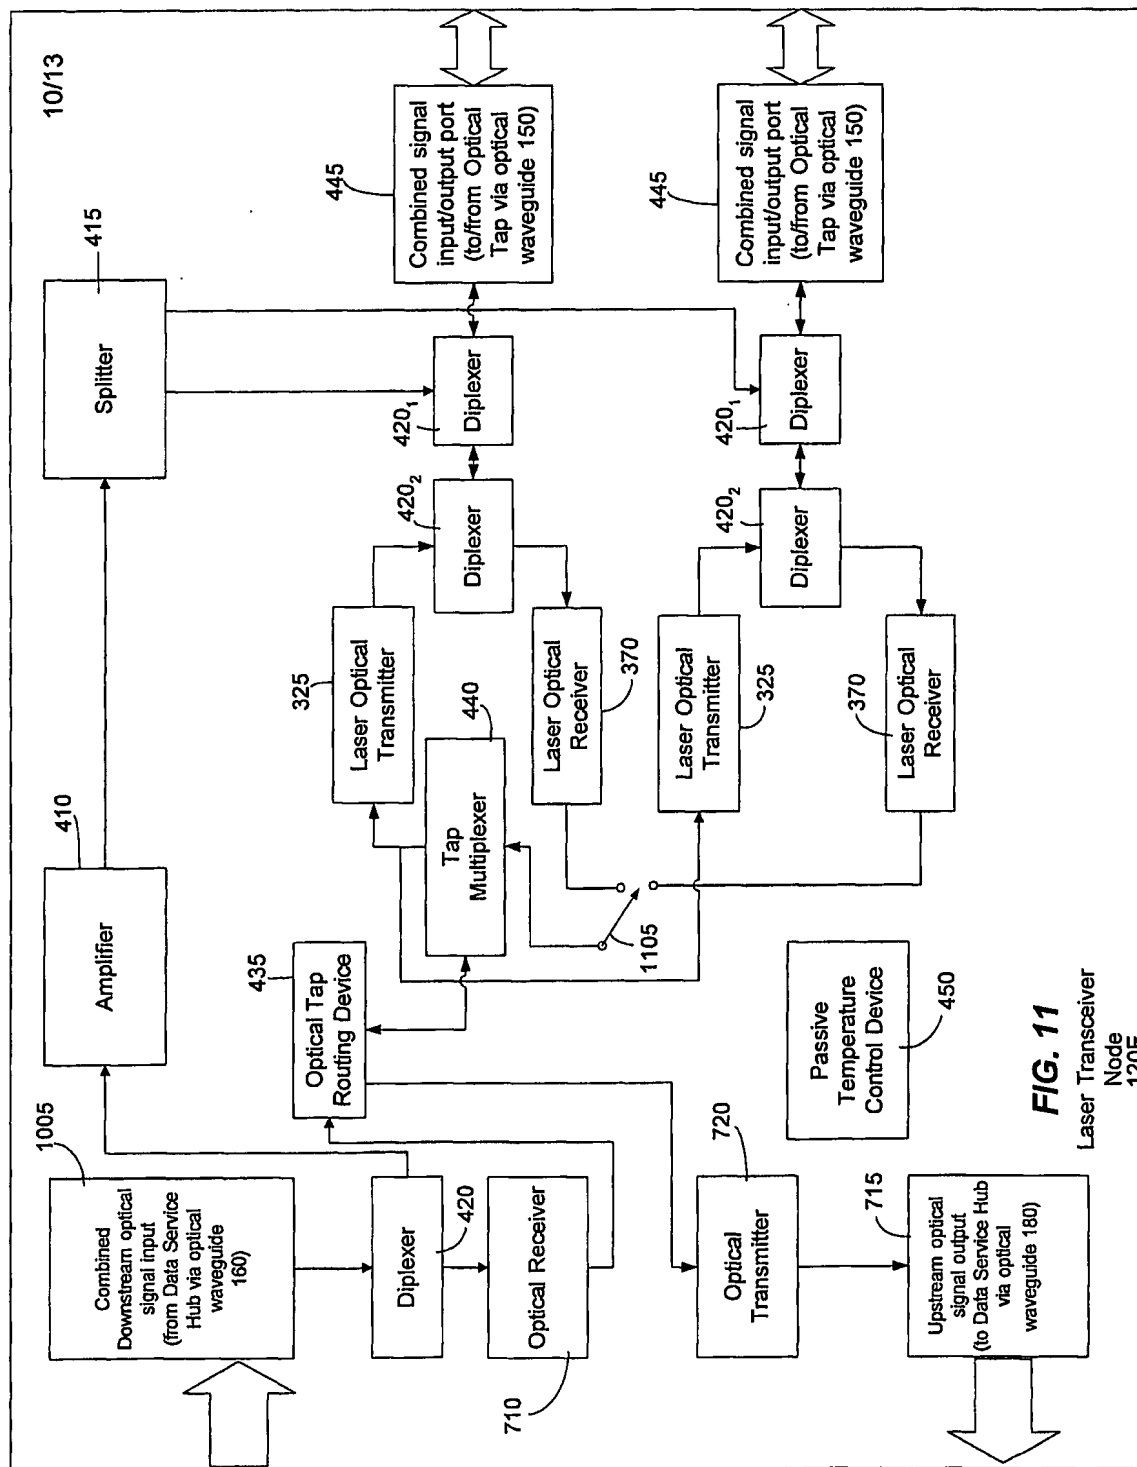 10/13
1005
Combined
Downstream optical
signal input
(from Data Service
Hub via optical
waveguide
160)
Diplexer
420
Optical Receiver
710
Amplifier
410
Splitter
415
Optical Tap
Routing Device
435
Tap
Multiplexer
440
Laser Optical
Transmitter
325
Diplexer
420₂
Diplexer
420₁
Combined signal
input/output port
(to/from Optical
Tap via optical
waveguide 150)
445
Laser Optical
Receiver
370
1105
Laser Optical
Transmitter
325
Diplexer
420₂
Diplexer
420₁
Combined signal
input/output port
(to/from Optical
Tap via optical
waveguide 150)
445
Laser Optical
Receiver
370
Optical
Transmitter
720
Upstream optical
signal output
(to Data Service Hub
via optical
waveguide 180)
715
Passive
Temperature
Control Device
450
FIG. 11
Laser Transceiver
Node